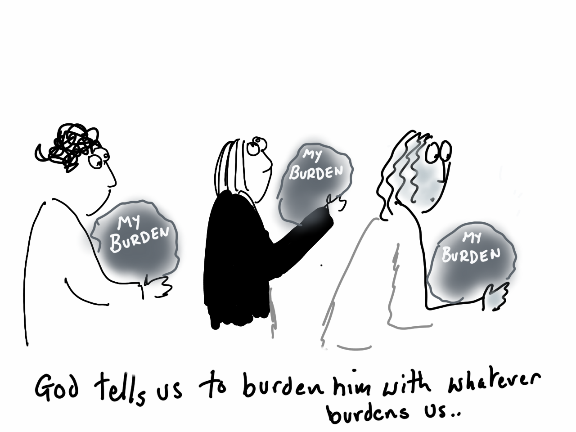 MY
BURDEN
MY
BURDEN
MY
BURDEN
God tells us to burden him with whatever
burdens us..